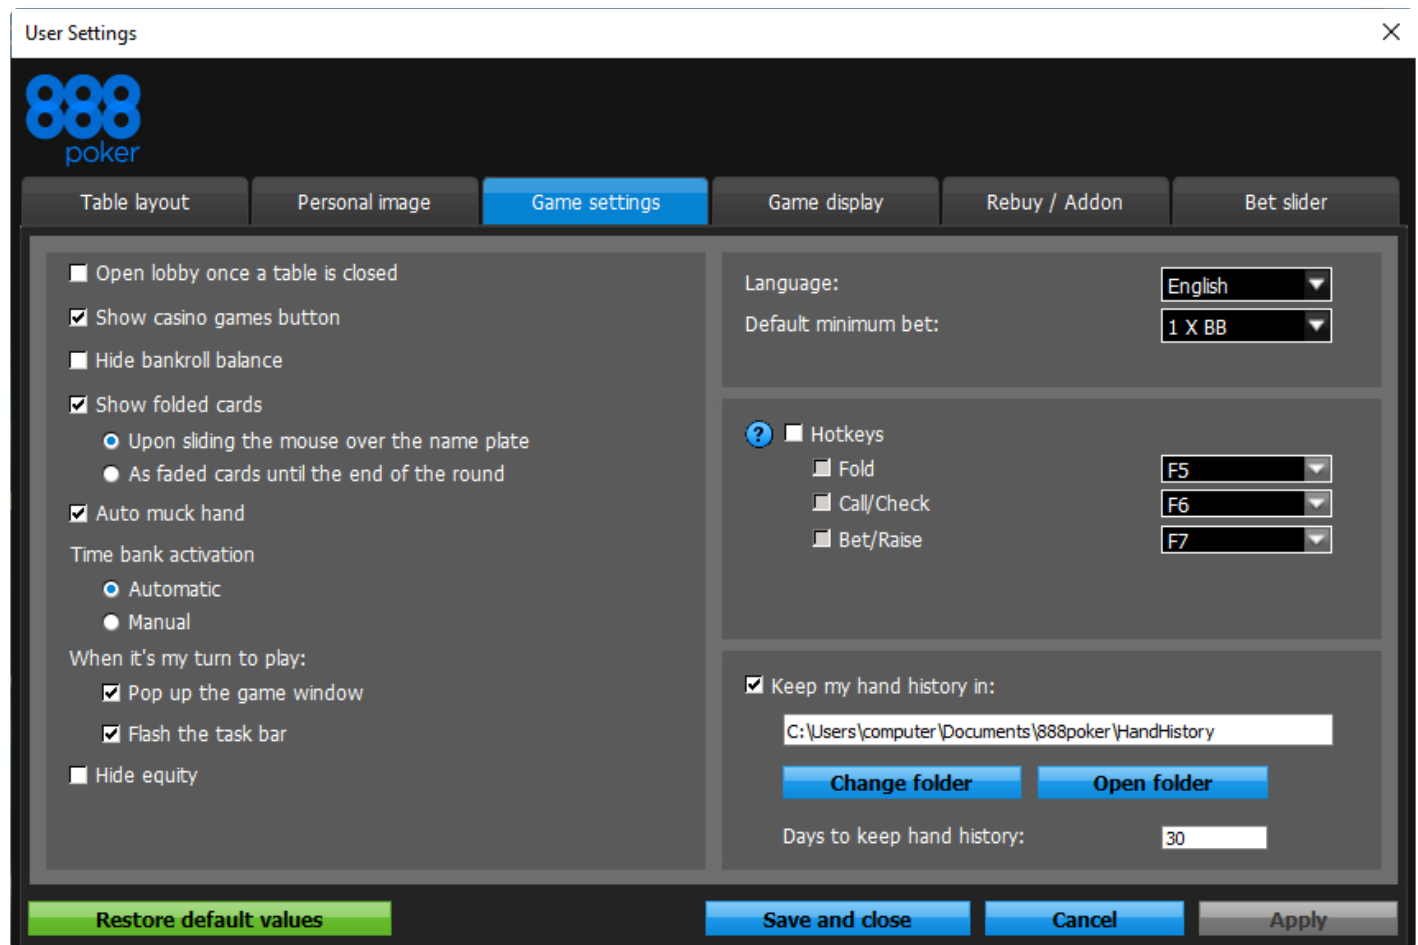 User Settings
888
poker
Table layout
Personal image
Game settings
Game display
Rebuy / Addon
Bet slider
Open lobby once a table is closed
Show casino games button
Hide bankroll balance
Show folded cards
Upon sliding the mouse over the name plate
As faded cards until the end of the round
Auto muck hand
Time bank activation
Automatic
Manual
When it's my turn to play:
Pop up the game window
Flash the task bar
Hide equity
Language:
English
Default minimum bet:
1 X BB
?
Hotkeys
Fold
F5
Call/Check
F6
Bet/Raise
F7
Keep my hand history in:
C:\Users\computer\Documents\888poker\HandHistory
Change folder
Open folder
Days to keep hand history:
30
Restore default values
Save and close
Cancel
Apply